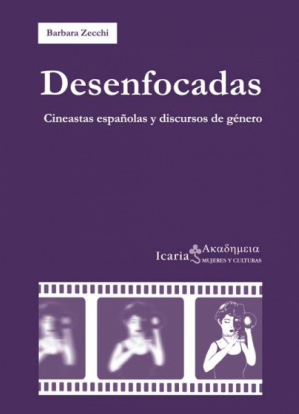 Barbara Zecchi
Desenfocadas
Cineastas españolas y discursos de género
Icaria Ακαδημεια
MUJERES Y CULTURAS